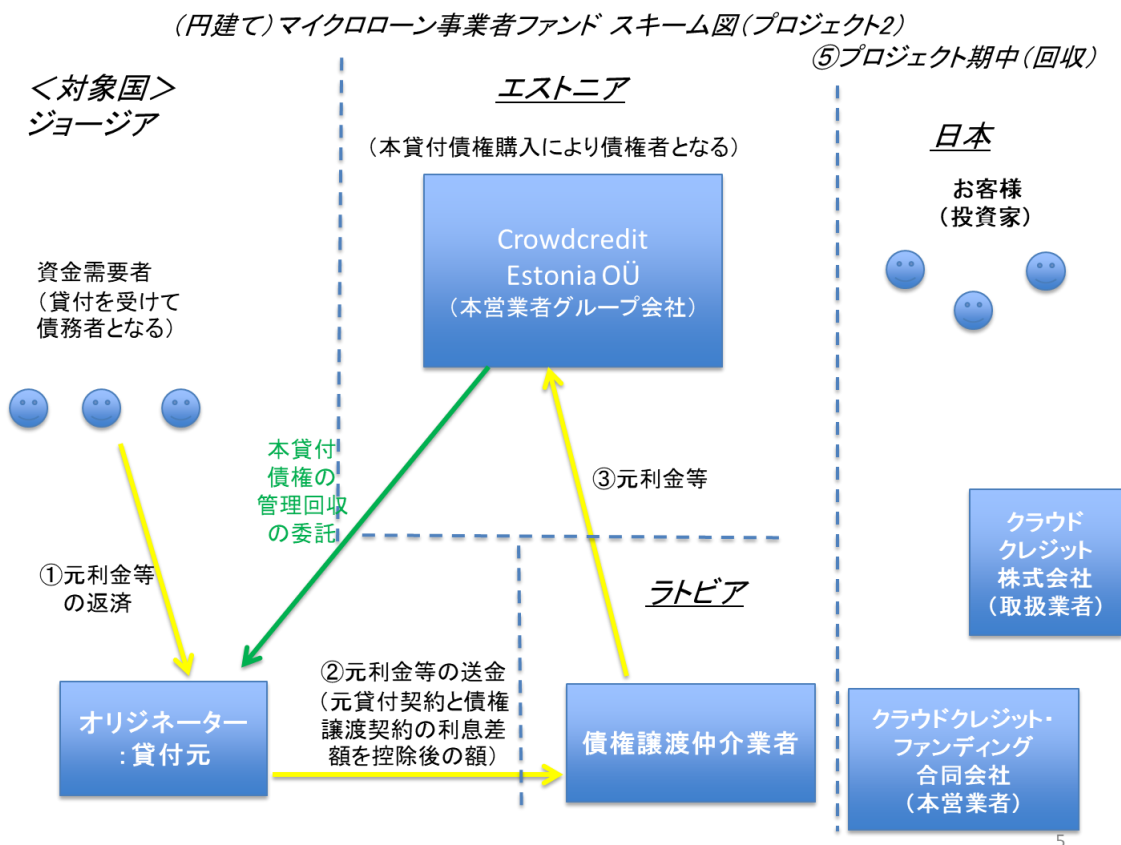 (円建て)マイクロローン事業者ファンド スキーム図(プロジェクト2)
⑤プロジェクト期中(回収)
<対象国>
ジョージア
エストニア
(本貸付債権購入により債権者となる)
日本
お客様
(投資家)
Crowdcredit
Estonia OÜ
(本営業者グループ会社)
資金需要者
(貸付を受けて
債務者となる)
本貸付
債権の
管理回収
の委託
③元利金等
クラウド
クレジット
株式会社
(取扱業者)
①元利金等
の返済
ラトビア
②元利金等の送金
(元貸付契約と債権
譲渡契約の利息差
額を控除後の額)
オリジネーター
:貸付元
債権譲渡仲介業者
クラウドクレジット・
ファンディング
合同会社
(本営業者)
5